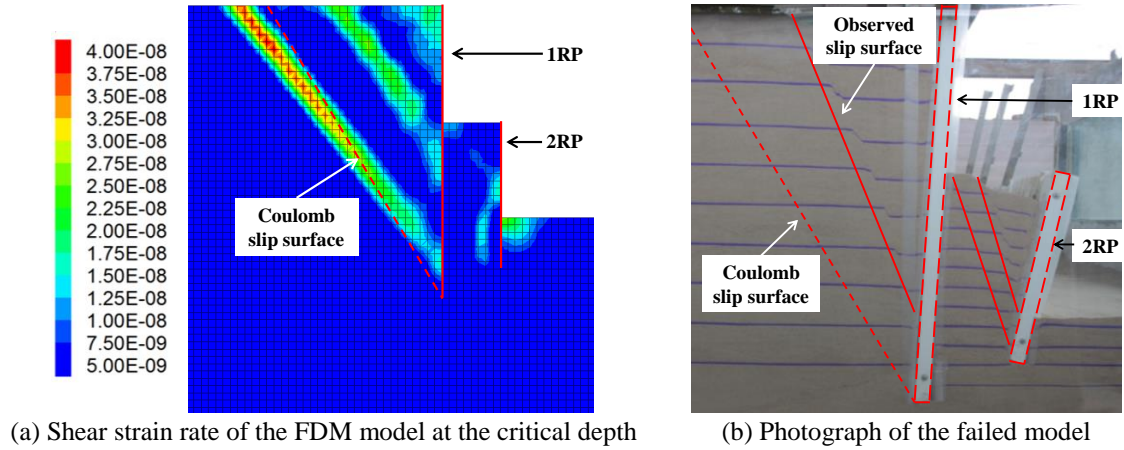 4.00E-08
3.75E-08
3.50E-08
3.25E-08
3.00E-08
2.75E-08
2.50E-08
2.25E-08
2.00E-08
1.75E-08
1.50E-08
1.25E-08
1.00E-08
7.50E-09
5.00E-09
1RP
2RP
Coulomb
slip surface
(a) Shear strain rate of the FDM model at the critical depth
Observed
slip surface
1RP
2RP
Coulomb
slip surface
(b) Photograph of the failed model